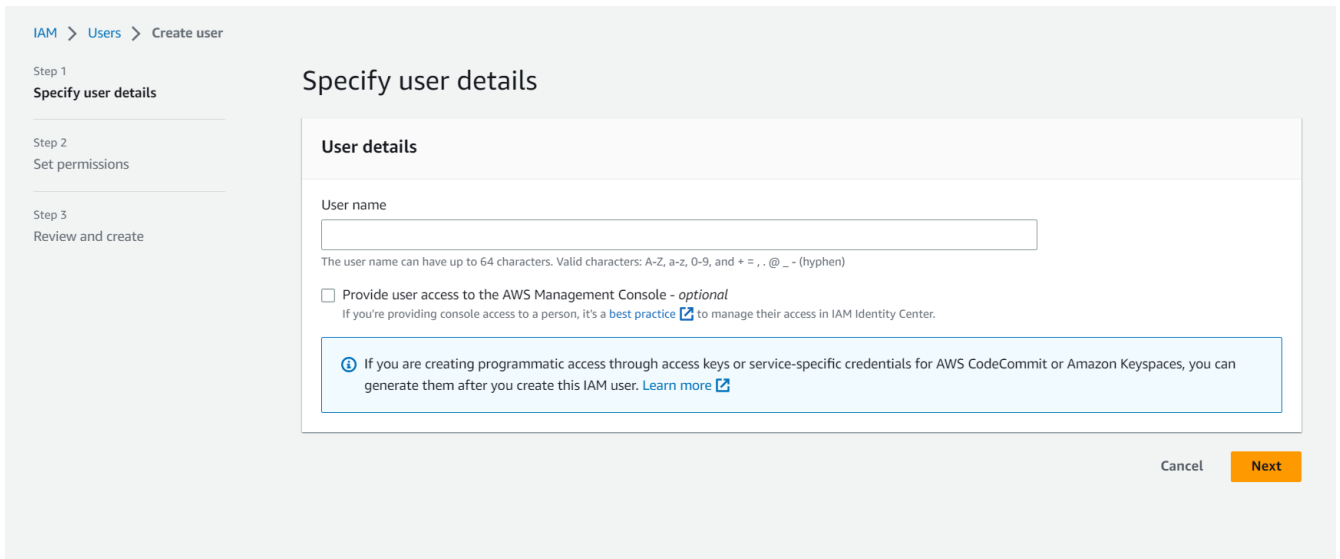 IAM > Users > Create user
Step 1
Specify user details
Step 2
Set permissions
Step 3
Review and create
Specify user details
User details
User name
The user name can have up to 64 characters. Valid characters: A-Z, a-z, 0-9, and + = , . @ _ - (hyphen)
Provide user access to the AWS Management Console - optional
If you're providing console access to a person, it's a best practice to manage their access in IAM Identity Center.
If you are creating programmatic access through access keys or service-specific credentials for AWS CodeCommit or Amazon Keyspaces, you can
generate them after you create this IAM user. Learn more
Cancel
Next